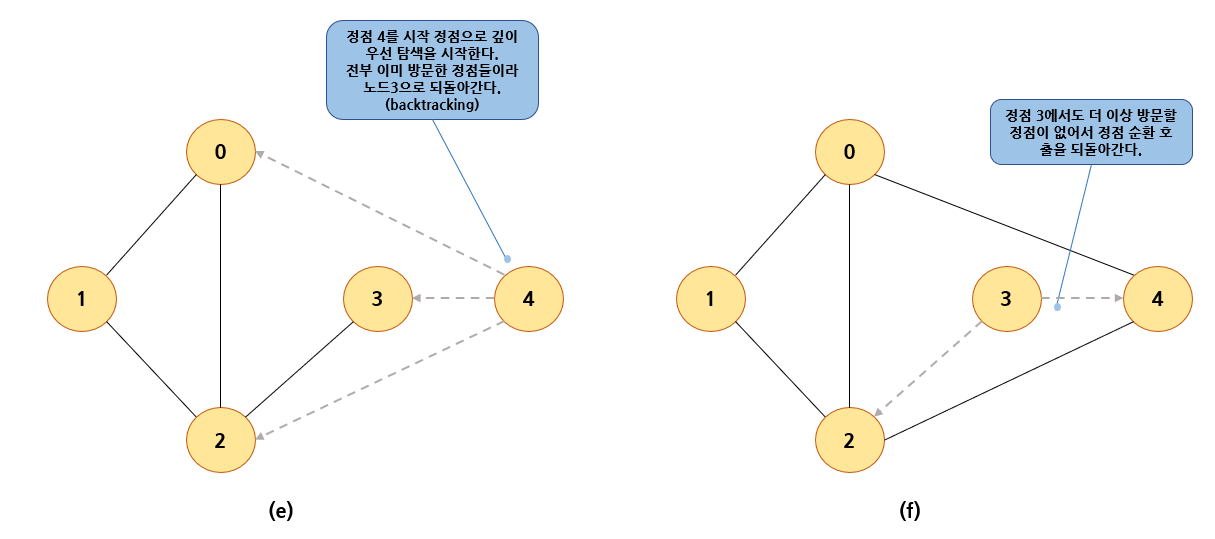 정점 4를 시작 정점으로 깊이
우선 탐색을 시작한다.
전부 이미 방문한 정점들이라
노드3으로 되돌아간다.
(backtracking)
0
1
3
4
2
(e)
정점 3에서도 더 이상 방문할
정점이 없어서 정점 순환 호
출을 되돌아간다.
0
1
3
4
2
(f)